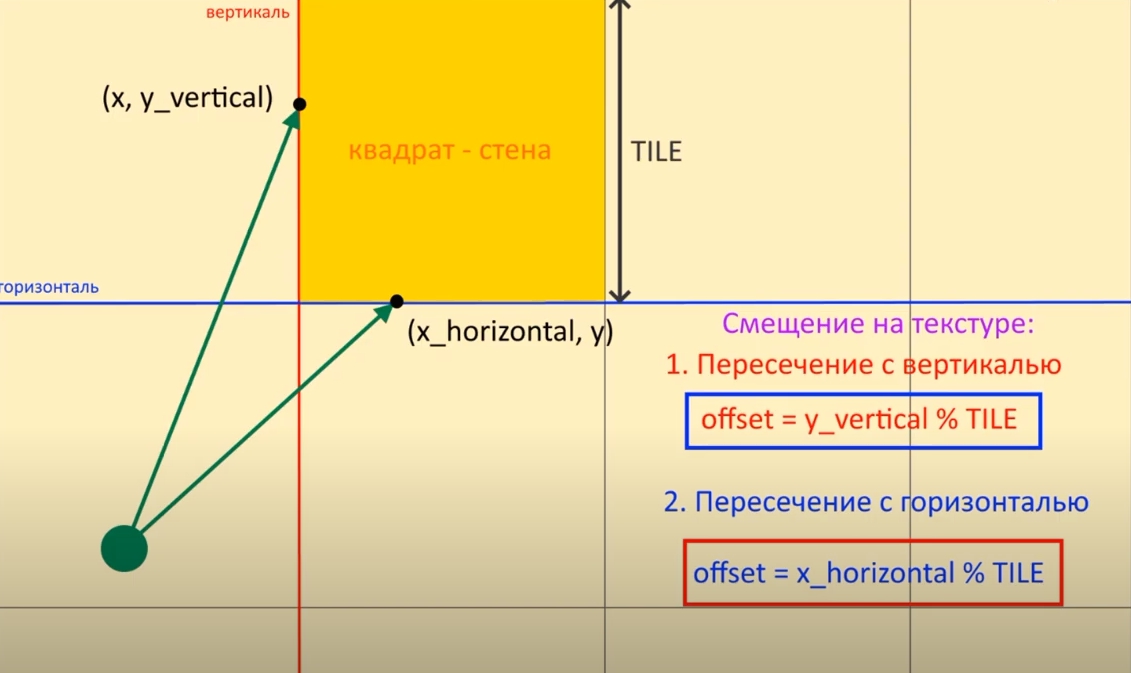 вертикаль
(x, y_vertical)
квадрат - стена
TILE
горизонталь
(x_horizontal, y)
Смещение на текстуре:
1. Пересечение с вертикалью
offset = y_vertical % TILE
2. Пересечение с горизонталью
offset = x_horizontal % TILE